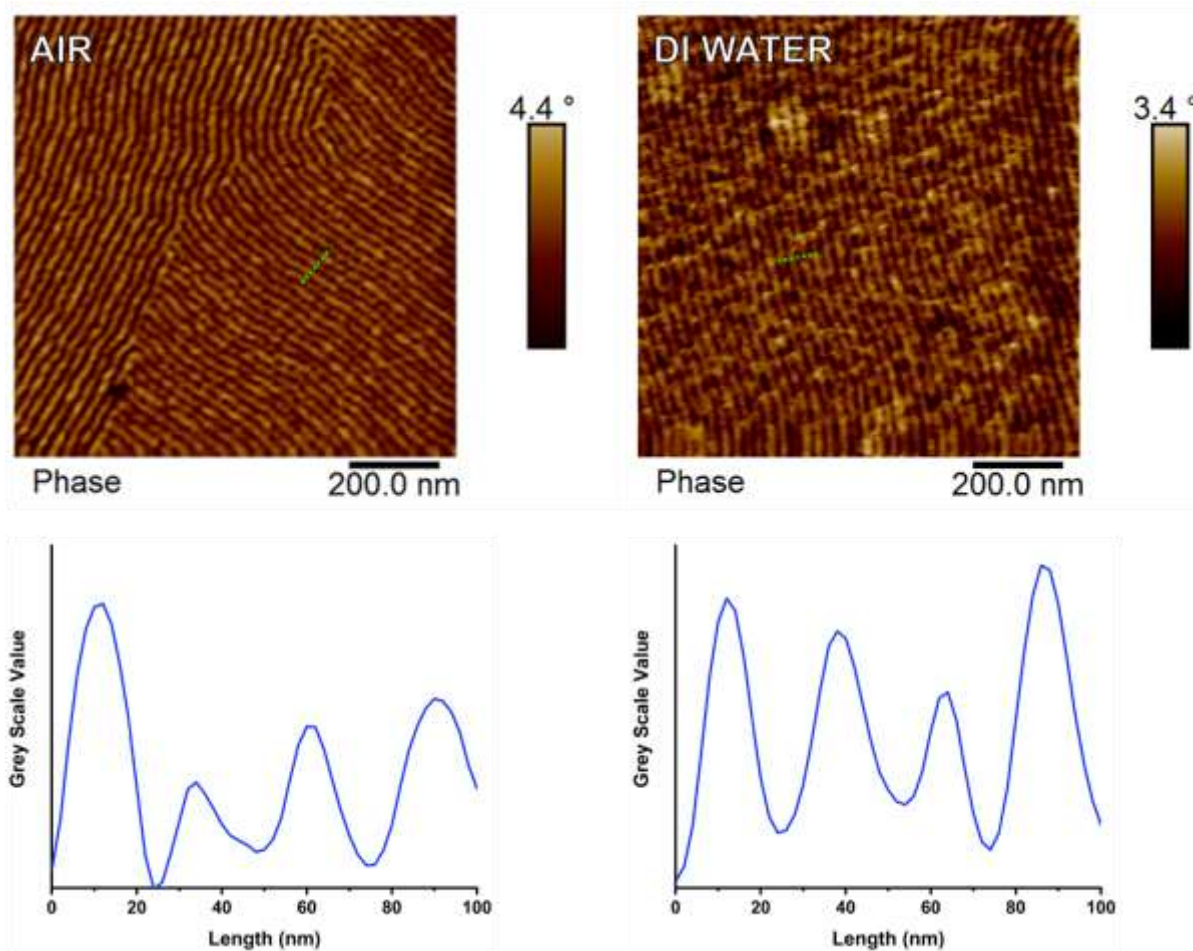 AIR
DI WATER
4.4 °
3.4 °
Phase
200.0 nm
Phase
200.0 nm
Grey Scale Value
0 20 40 60 80 100
Length (nm)
Grey Scale Value
0 20 40 60 80 100
Length (nm)